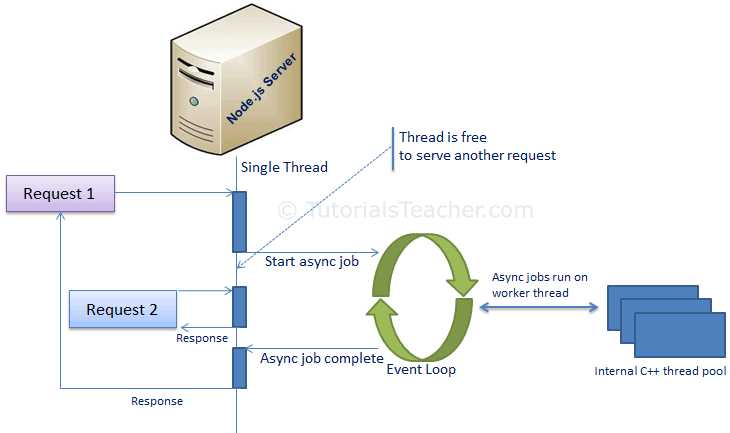 Node.js Server
Thread is free
to serve another request
Single Thread
Request 1
© TutorialsTeacher.com
Start async job
Async jobs run on
worker thread
Request 2
Response
Async job complete
Event Loop
Internal C++ thread pool
Response